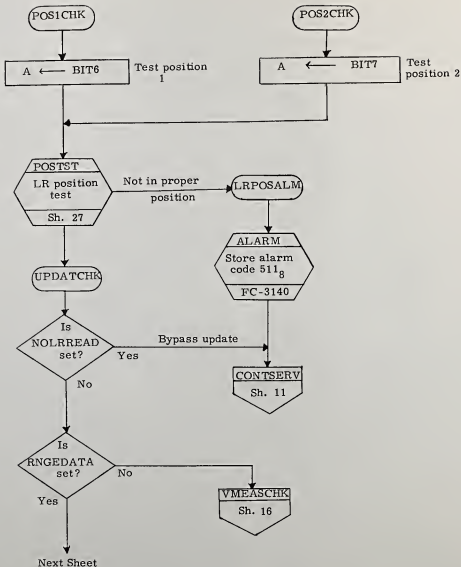 POS1CHK
POS2CHK
A ← BIT6
Test position
1
A ← BIT7
Test
position 2
POSTST
LR position
test
Sh. 27
Not in proper
position
LRPOSALM
ALARM
Store alarm
code 511₈
FC-3140
UPDATCHK
Is
NOLRREAD
set?
Yes
Bypass update
No
CONTSERV
Sh. 11
Is
RNGEDATA
set?
No
Yes
VMEASCHK
Sh. 16
Next Sheet